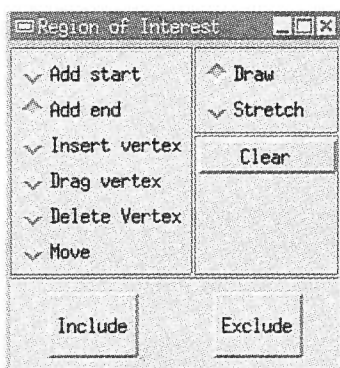 Region of Interest
Add start
Add end
Insert vertex
Drag vertex
Delete Vertex
Move
Draw
Stretch
Clear
Include
Exclude